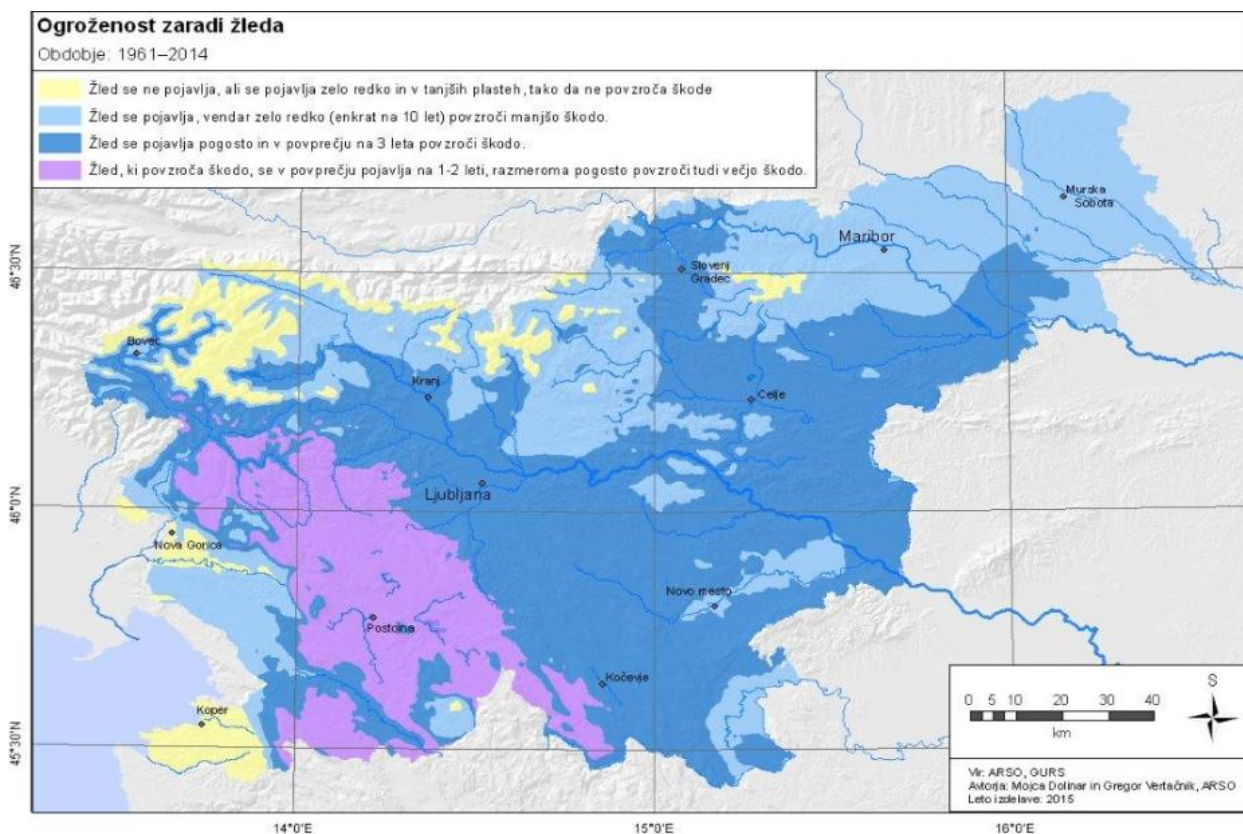 Ogroženost zaradi žleda
Obdobje: 1961–2014
Žled se ne pojavlja, ali se pojavlja zelo redko in v tanjših plasteh, tako da ne povzroča škode
Žled se pojavlja, vendar zelo redko (enkrat na 10 let) povzroči manjšo škodo.
Žled se pojavlja pogosto in v povprečju na 3 leta povzroči škodo.
Žled, ki povzroča škodo, se v povprečju pojavlja na 1-2 leti, razmeroma pogosto povzroči tudi večjo škodo.
Murska
Sobota
Maribor
45°30'N
Slovenj
Gradec
Bovec
Kranj
Celje
Ljubljana
46°0'N
Nova Gorica
Novo mesto
Postojna
Kočevje
Koper
45°30'N
S
0 5 10 20 30 40
km
Vir: ARSO, GURS
Avtorja: Mojca Dolinar in Gregor Vertačnik, ARSO
Leto izdelave: 2015
14°0'E
15°0'E
16°0'E